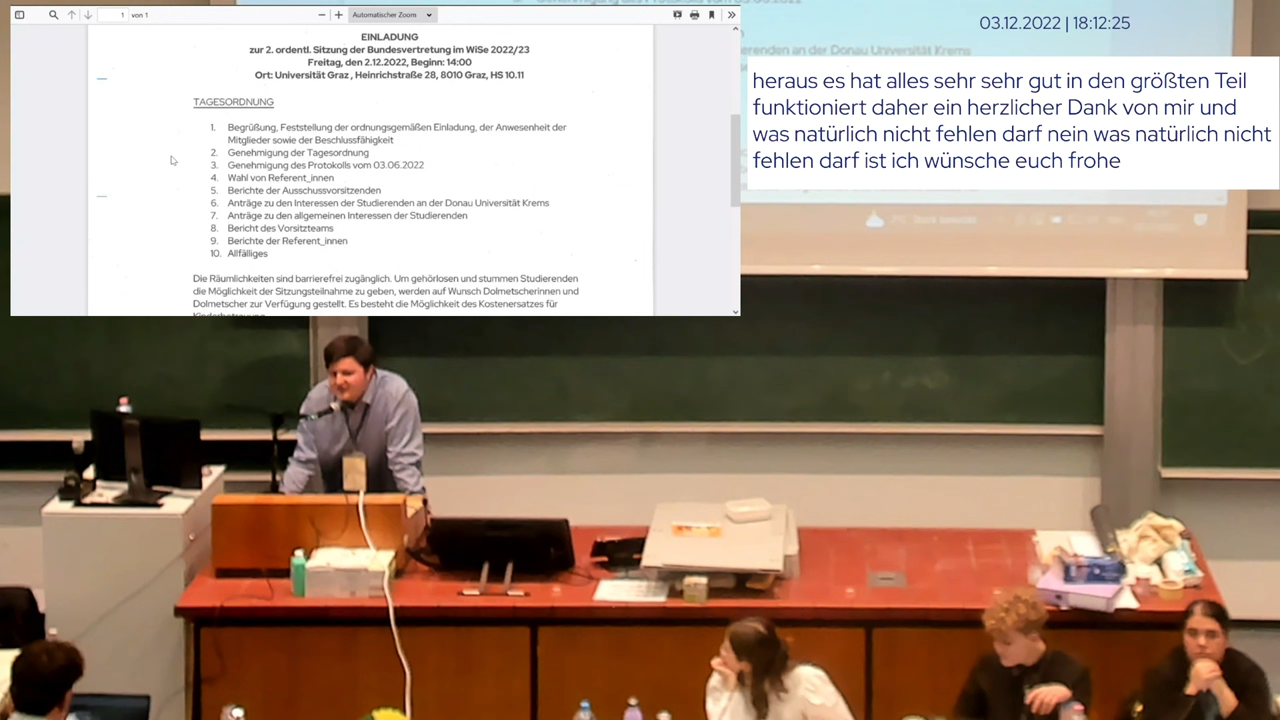 1 von 1
Automatischer Zoom
EINLADUNG
zur 2. ordentl. Sitzung der Bundesvertretung im WiSe 2022/23
Freitag, den 2.12.2022, Beginn: 14:00
Ort: Universität Graz , Heinrichstraße 28, 8010 Graz, HS 10.11
TAGESORDNUNG
1. Begrüßung, Feststellung der ordnungsgemäßen Einladung, der Anwesenheit der
Mitglieder sowie der Beschlussfähigkeit
2. Genehmigung der Tagesordnung
3. Genehmigung des Protokolls vom 03.06.2022
4. Wahl von Referent_innen
5. Berichte der Ausschussvorsitzenden
6. Anträge zu den Interessen der Studierenden an der Donau Universität Krems
7. Anträge zu den allgemeinen Interessen der Studierenden
8. Bericht des Vorsitzteams
9. Berichte der Referent_innen
10. Allfälliges
Die Räumlichkeiten sind barrierefrei zugänglich. Um gehörlosen und stummen Studierenden
die Möglichkeit der Sitzungsteilnahme zu geben, werden auf Wunsch Dolmetscherinnen und
Dolmetscher zur Verfügung gestellt. Es besteht die Möglichkeit des Kostenersatzes für
03.12.2022 | 18:12:25
erenden an der Donau Universität Krems
heraus es hat alles sehr sehr gut in den größten Teil
funktioniert daher ein herzlicher Dank von mir und
was natürlich nicht fehlen darf mein was natürlich nicht
fehlen darf ist ich wünsche euch frohe